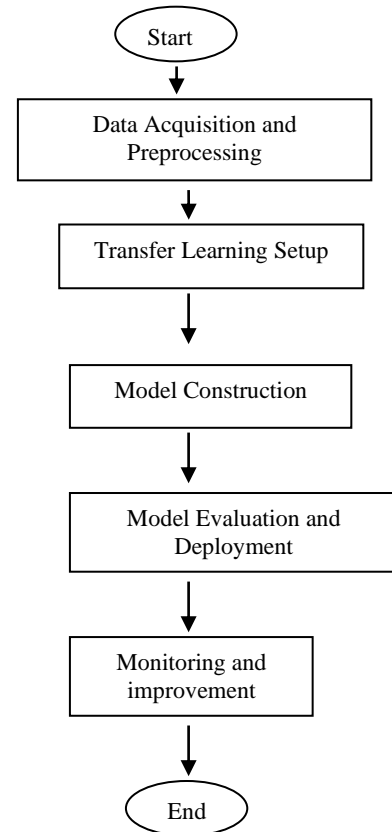 Start
Data Acquisition and
Preprocessing
Transfer Learning Setup
Model Construction
Model Evaluation and
Deployment
Monitoring and
improvement
End